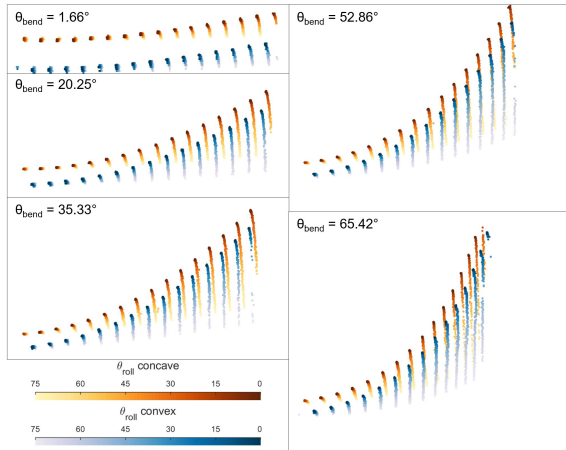 θbend = 1.66°
θbend = 20.25°
θbend = 35.33°
θbend = 52.86°
θbend = 65.42°
θroll concave
75 60 45 30 15 0
θroll convex
75 60 45 30 15 0